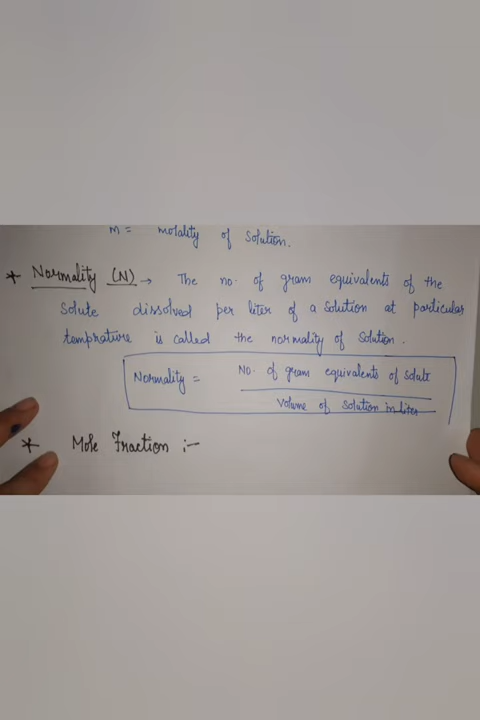 M = molality of Solution.
* Normality (N) → The no. of gram equivalents of the
Solute dissolved per liter of a solution at particular
temprature is called the normality of solution.
Normality = No. of gram equivalents of solute
Volume of solution in liter
* Mole Fraction :-